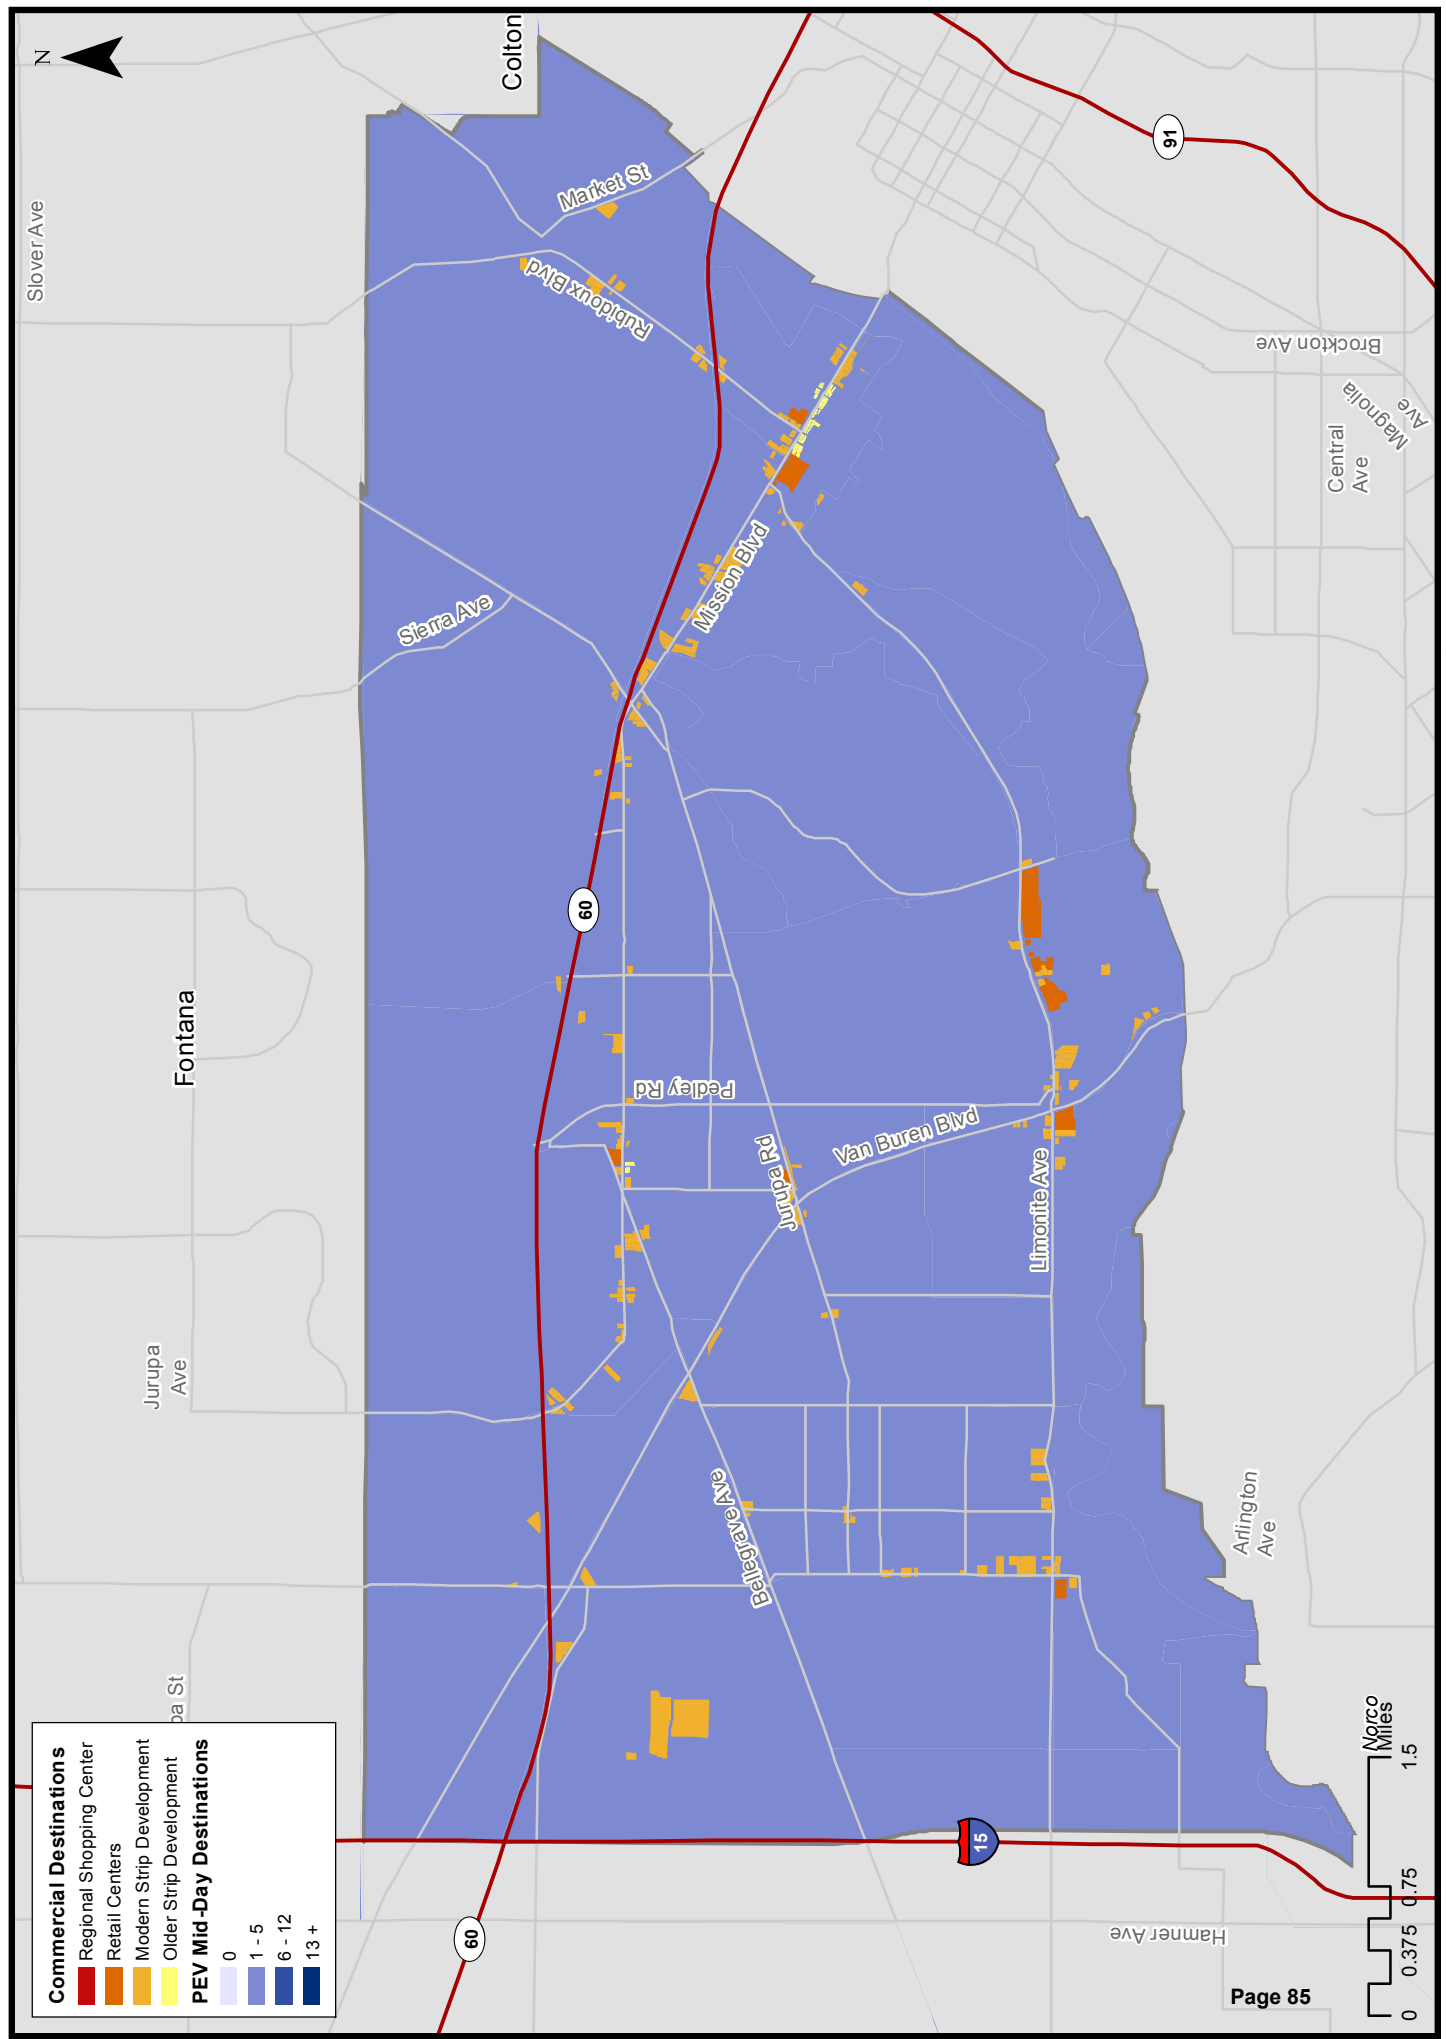 N
Colton
Slover Ave
Market St
Rubidoux Blvd
91
Brockton Ave
Magnolia
Ave
Central
Ave
Sierra Ave
Mission Blvd
Fontana
60
Pedley Rd
Jurupa Rd
Van Buren Blvd
Limonite Ave
Jurupa
Ave
Bellegrave Ave
Arlington
Ave
pa St
15
60
Hamner Ave
Norco
Commercial Destinations
Regional Shopping Center
Retail Centers
Modern Strip Development
Older Strip Development
PEV Mid-Day Destinations
0
1 - 5
6 - 12
13 +
Miles
0 0.375 0.75 1.5
Page 85